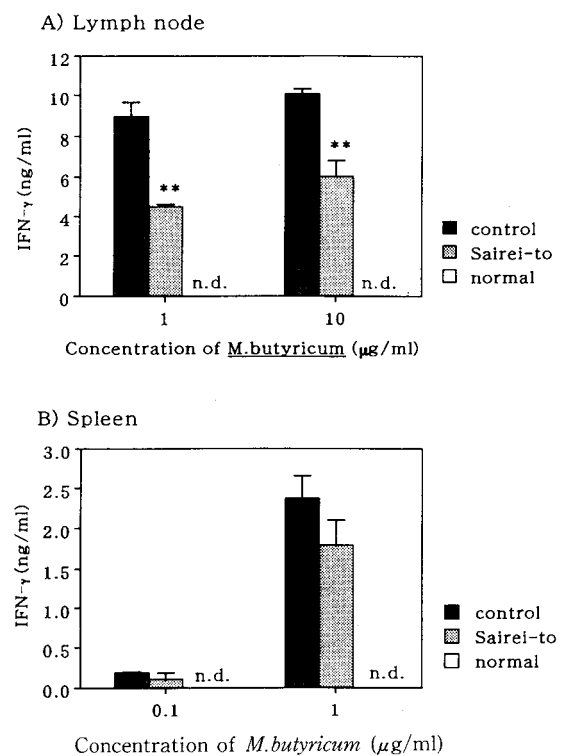 A) Lymph node
12
10
8
6
4
2
0
IFN-γ (ng/ml)
**
**
n.d.
n.d.
1
10
control
Sairei-to
normal
Concentration of M.butyricum (μg/ml)
B) Spleen
3.0
2.5
2.0
1.5
1.0
0.5
0.0
IFN-γ (ng/ml)
n.d.
n.d.
0.1
1
control
Sairei-to
normal
Concentration of M.butyricum (μg/ml)